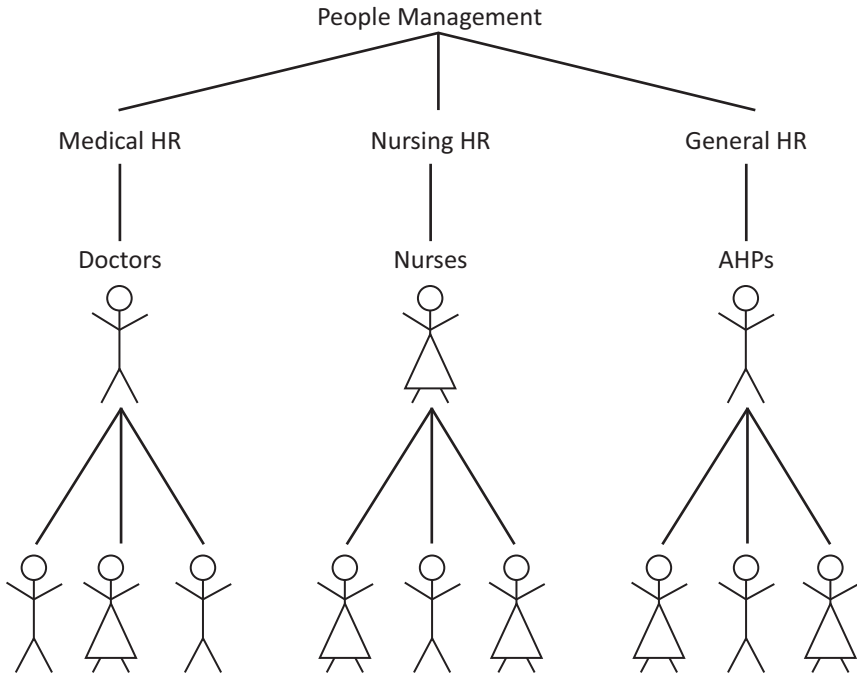 People Management
Medical HR
Nursing HR
General HR
Doctors
Nurses
AHPs